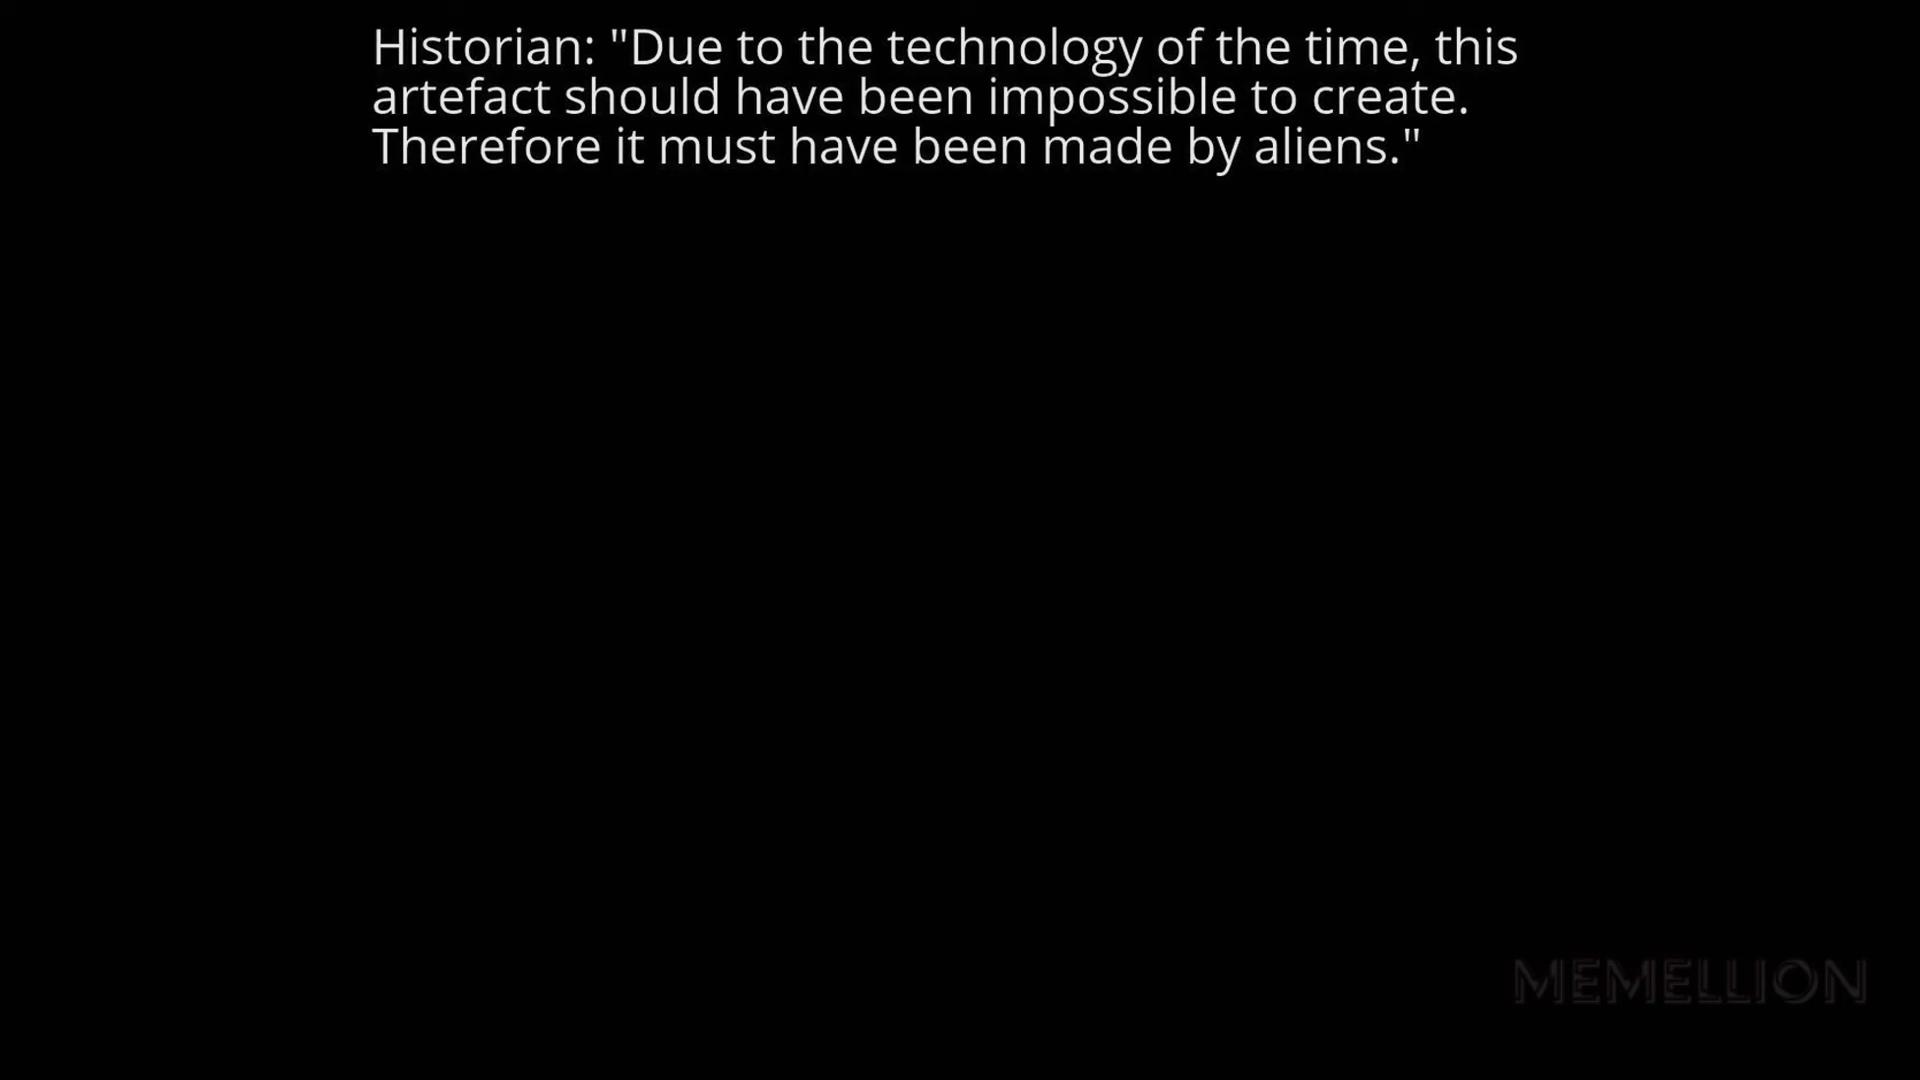 Historian: "Due to the technology of the time, this
artefact should have been impossible to create.
Therefore it must have been made by aliens."
MEMELLION